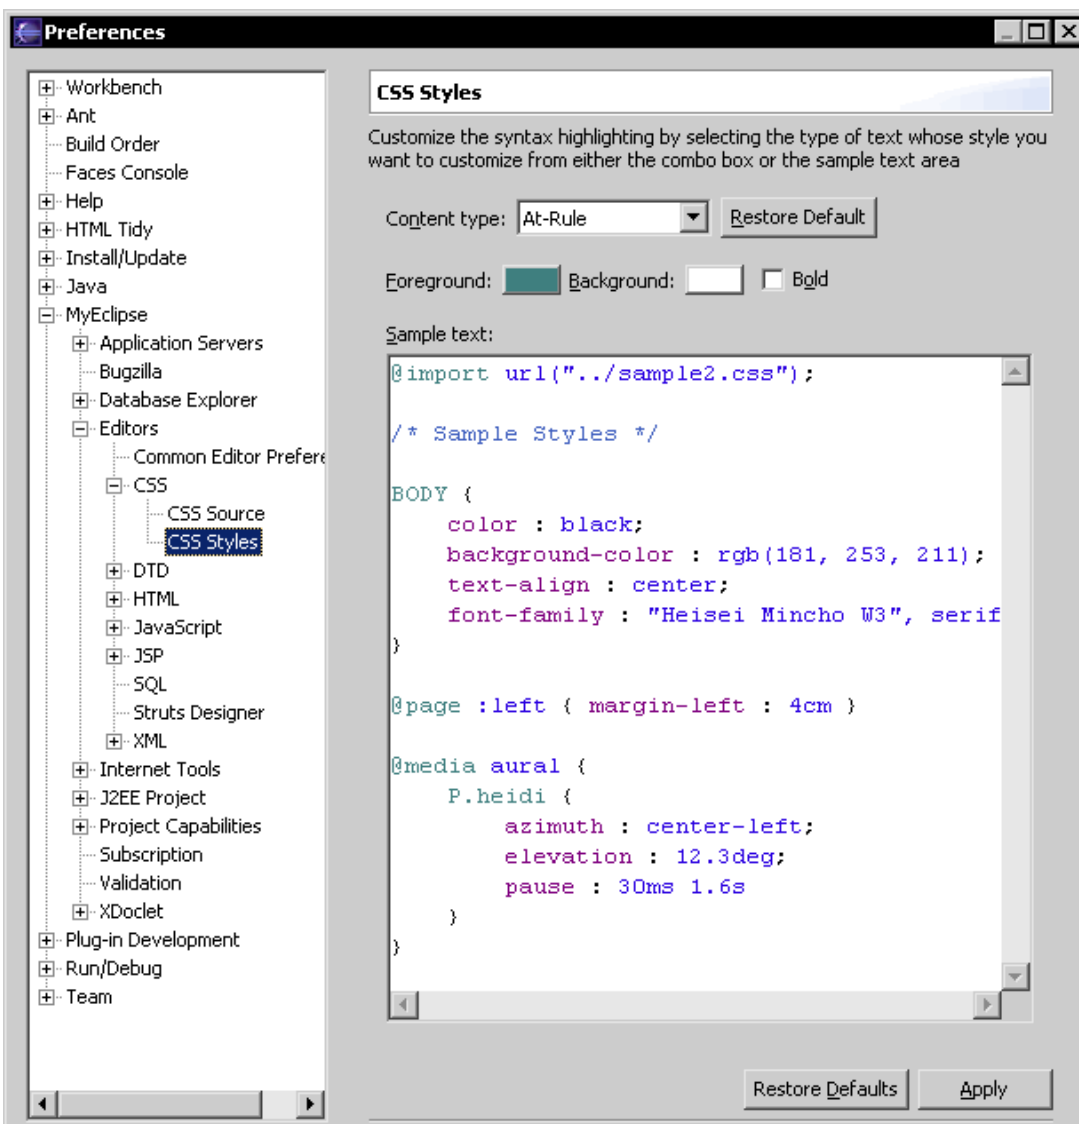 Preferences
Workbench
Ant
Build Order
Faces Console
Help
HTML Tidy
Install/Update
Java
MyEclipse
Application Servers
Bugzilla
Database Explorer
Editors
Common Editor Prefere
CSS
CSS Source
CSS Styles
DTD
HTML
JavaScript
JSP
SQL
Struts Designer
XML
Internet Tools
J2EE Project
Project Capabilities
Subscription
Validation
XDoclet
Plug-in Development
Run/Debug
Team
CSS Styles
Customize the syntax highlighting by selecting the type of text whose style you
want to customize from either the combo box or the sample text area
Content type: At-Rule Restore Default
Foreground: Background: Bold
Sample text:
@import url("../sample2.css");
/* Sample Styles */
BODY {
color : black;
background-color : rgb(181, 253, 211);
text-align : center;
font-family : "Heisei Mincho W3", serif
}
@page :left { margin-left : 4cm }
@media aural {
P.heidi {
azimuth : center-left;
elevation : 12.3deg;
pause : 30ms 1.6s
}
}
Restore Defaults Apply